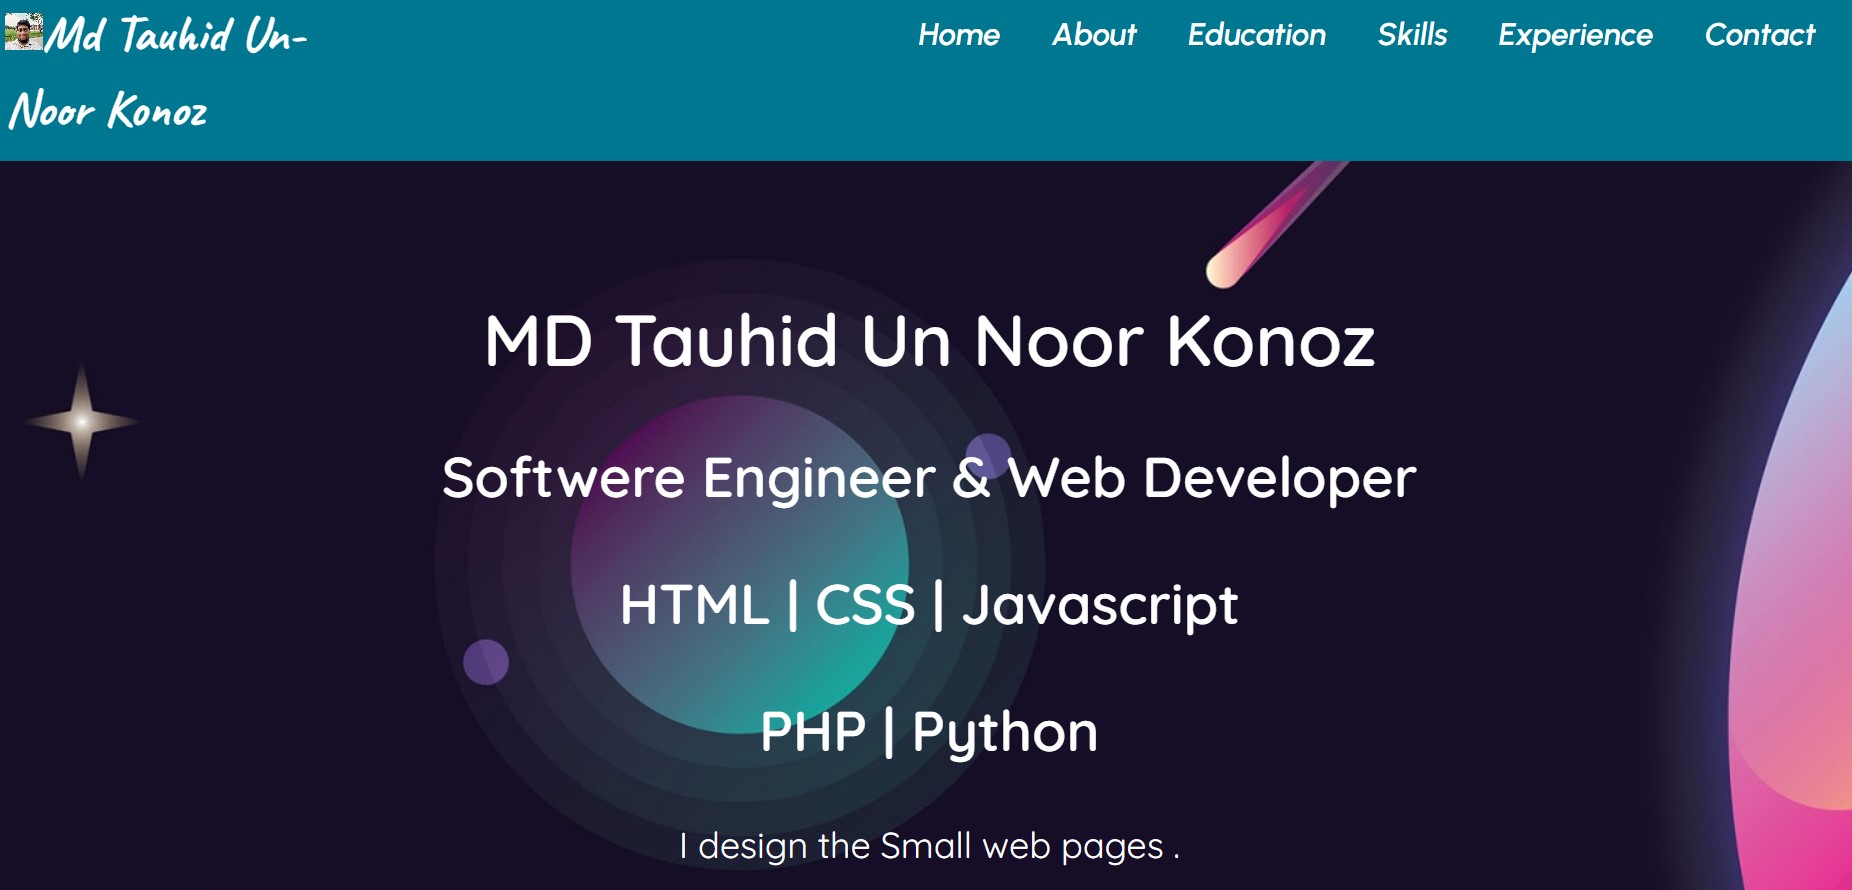 Md Tauhid Un-
Noor Konoz
Home About Education Skills Experience Contact
MD Tauhid Un Noor Konoz
Softwere Engineer & Web Developer
HTML | CSS | Javascript
PHP | Python
I design the Small web pages .